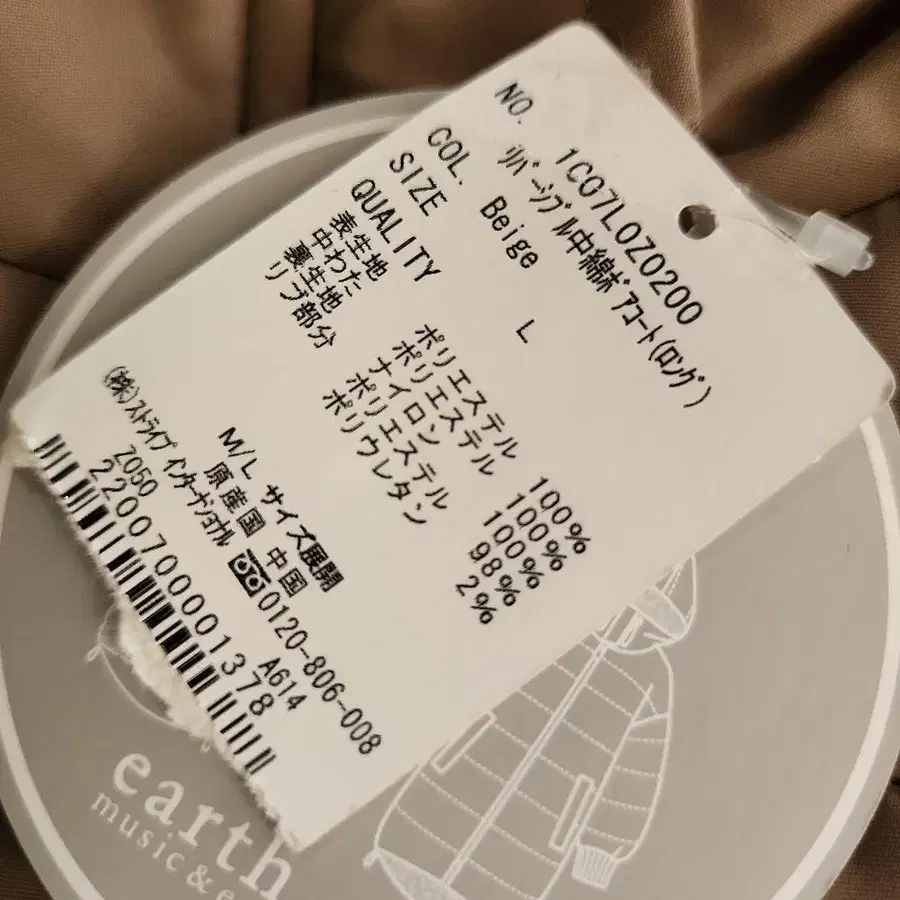 NO. 1C07L0Z0200
ﾘﾊﾞｰｼﾌﾞﾙ中綿ﾎﾞｱｺｰﾄ(ﾛﾝｸﾞ)
COL. Beige
SIZE L
QUALITY
表生地 ポリエステル 100%
中わた ポリエステル 100%
裏生地 ナイロン 100%
リブ部分 ポリエステル 98%
ポリウレタン 2%
M/L サイズ展開
原産国 中国
(株)ｽﾄﾗｲﾌﾟ ｲﾝﾀｰﾅｼｮﾅﾙ 0120-806-008
Z050 A614
2200700001378
earth
music &